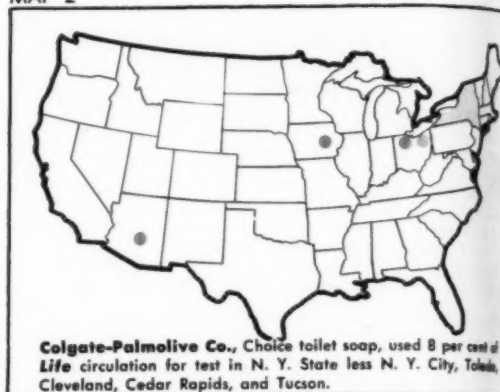 MAP 2
Colgate-Palmolive Co., Choice toilet soap, used 8 per cent of
Life circulation for test in N. Y. State less N. Y. City, Toledo
Cleveland, Cedar Rapids, and Tucson.